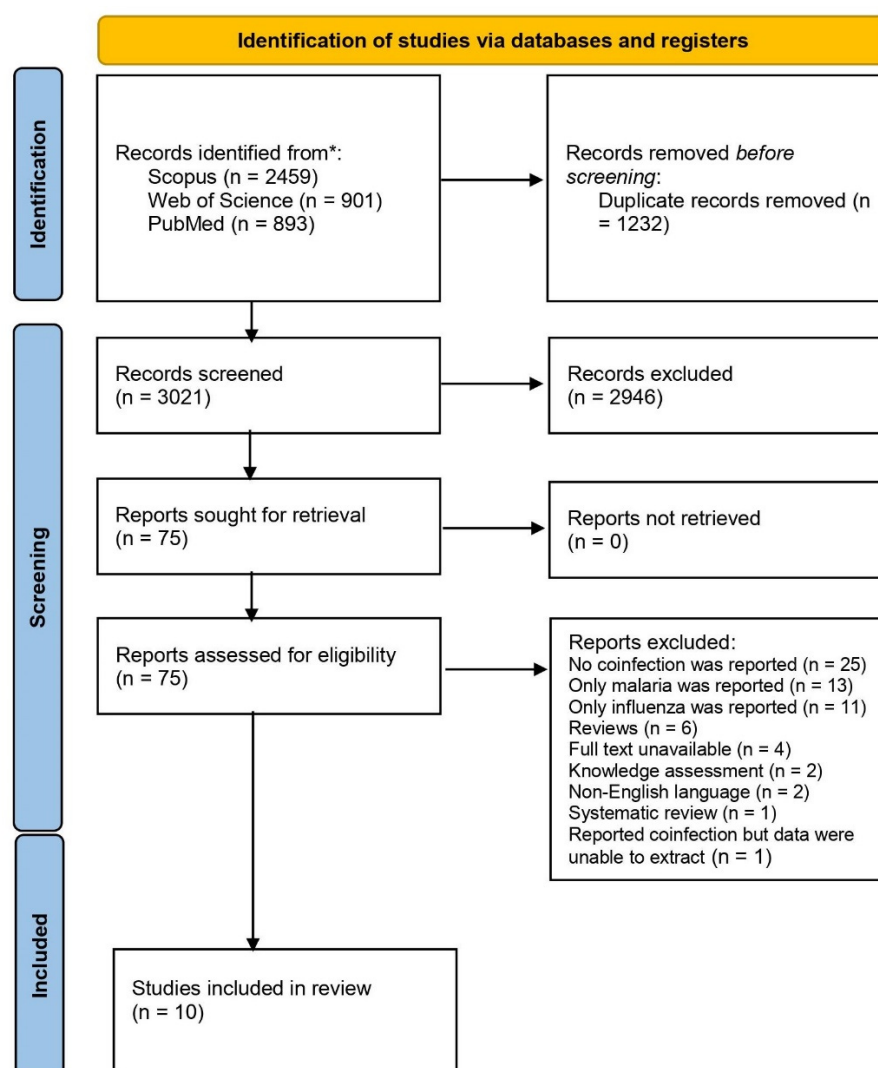 Identification of studies via databases and registers
Identification
Records identified from*:
Scopus (n = 2459)
Web of Science (n = 901)
PubMed (n = 893)
Records removed before
screening:
Duplicate records removed (n
= 1232)
Screening
Records screened
(n = 3021)
Records excluded
(n = 2946)
Reports sought for retrieval
(n = 75)
Reports not retrieved
(n = 0)
Reports assessed for eligibility
(n = 75)
Reports excluded:
No coinfection was reported (n = 25)
Only malaria was reported (n = 13)
Only influenza was reported (n = 11)
Reviews (n = 6)
Full text unavailable (n = 4)
Knowledge assessment (n = 2)
Non-English language (n = 2)
Systematic review (n = 1)
Reported coinfection but data were
unable to extract (n = 1)
Included
Studies included in review
(n = 10)